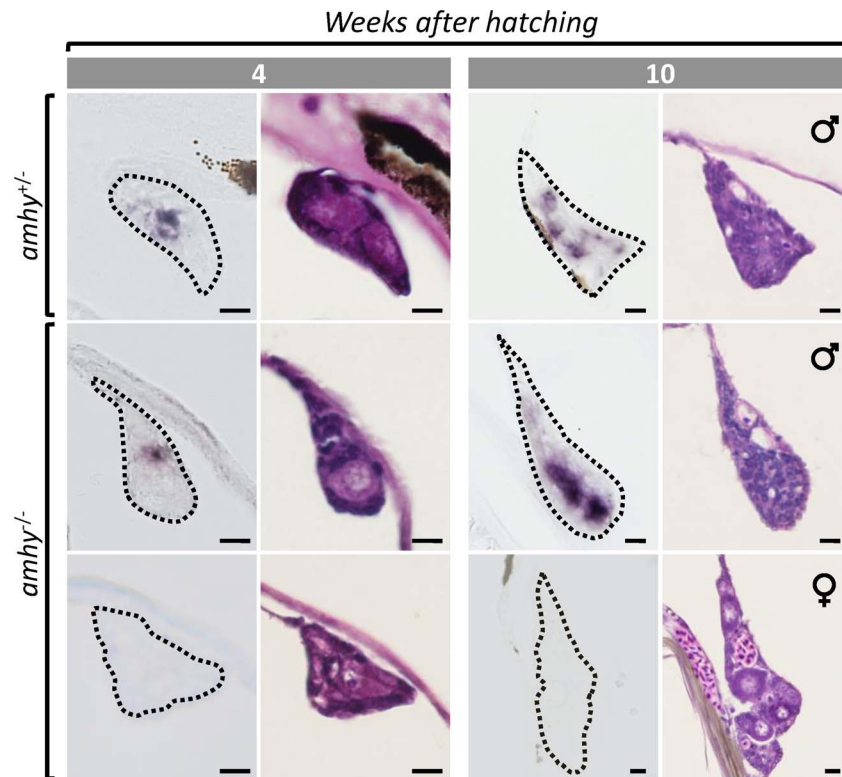 Weeks after hatching
4 10
amhy+/-
♂
amhy-/-
♂
♀